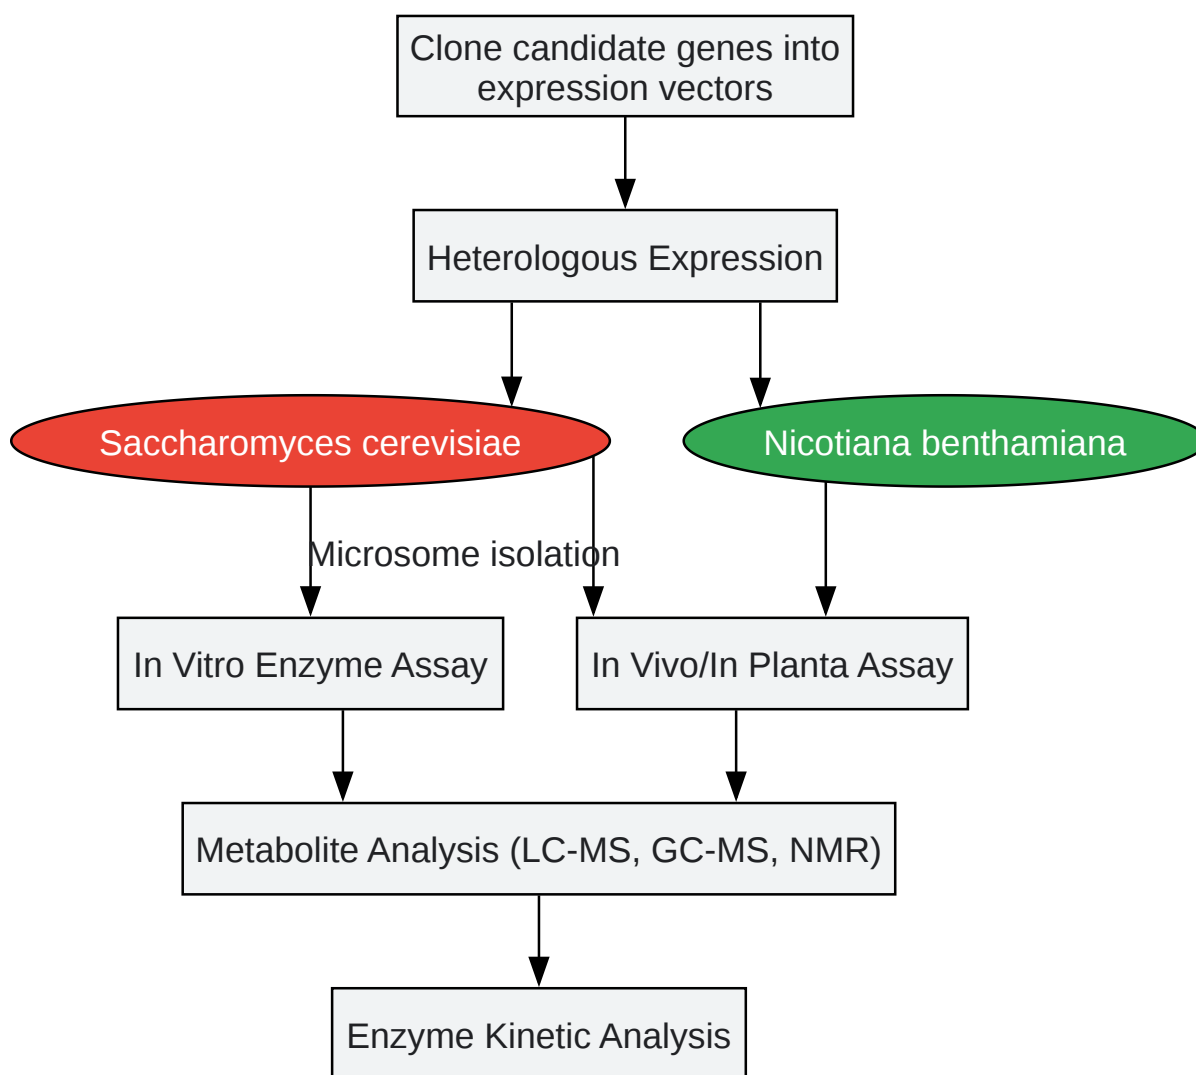 Clone candidate genes into
expression vectors
Heterologous Expression
Saccharomyces cerevisiae
Nicotiana benthamiana
Microsome isolation
In Vitro Enzyme Assay
In Vivo/In Planta Assay
Metabolite Analysis (LC-MS, GC-MS, NMR)
Enzyme Kinetic Analysis